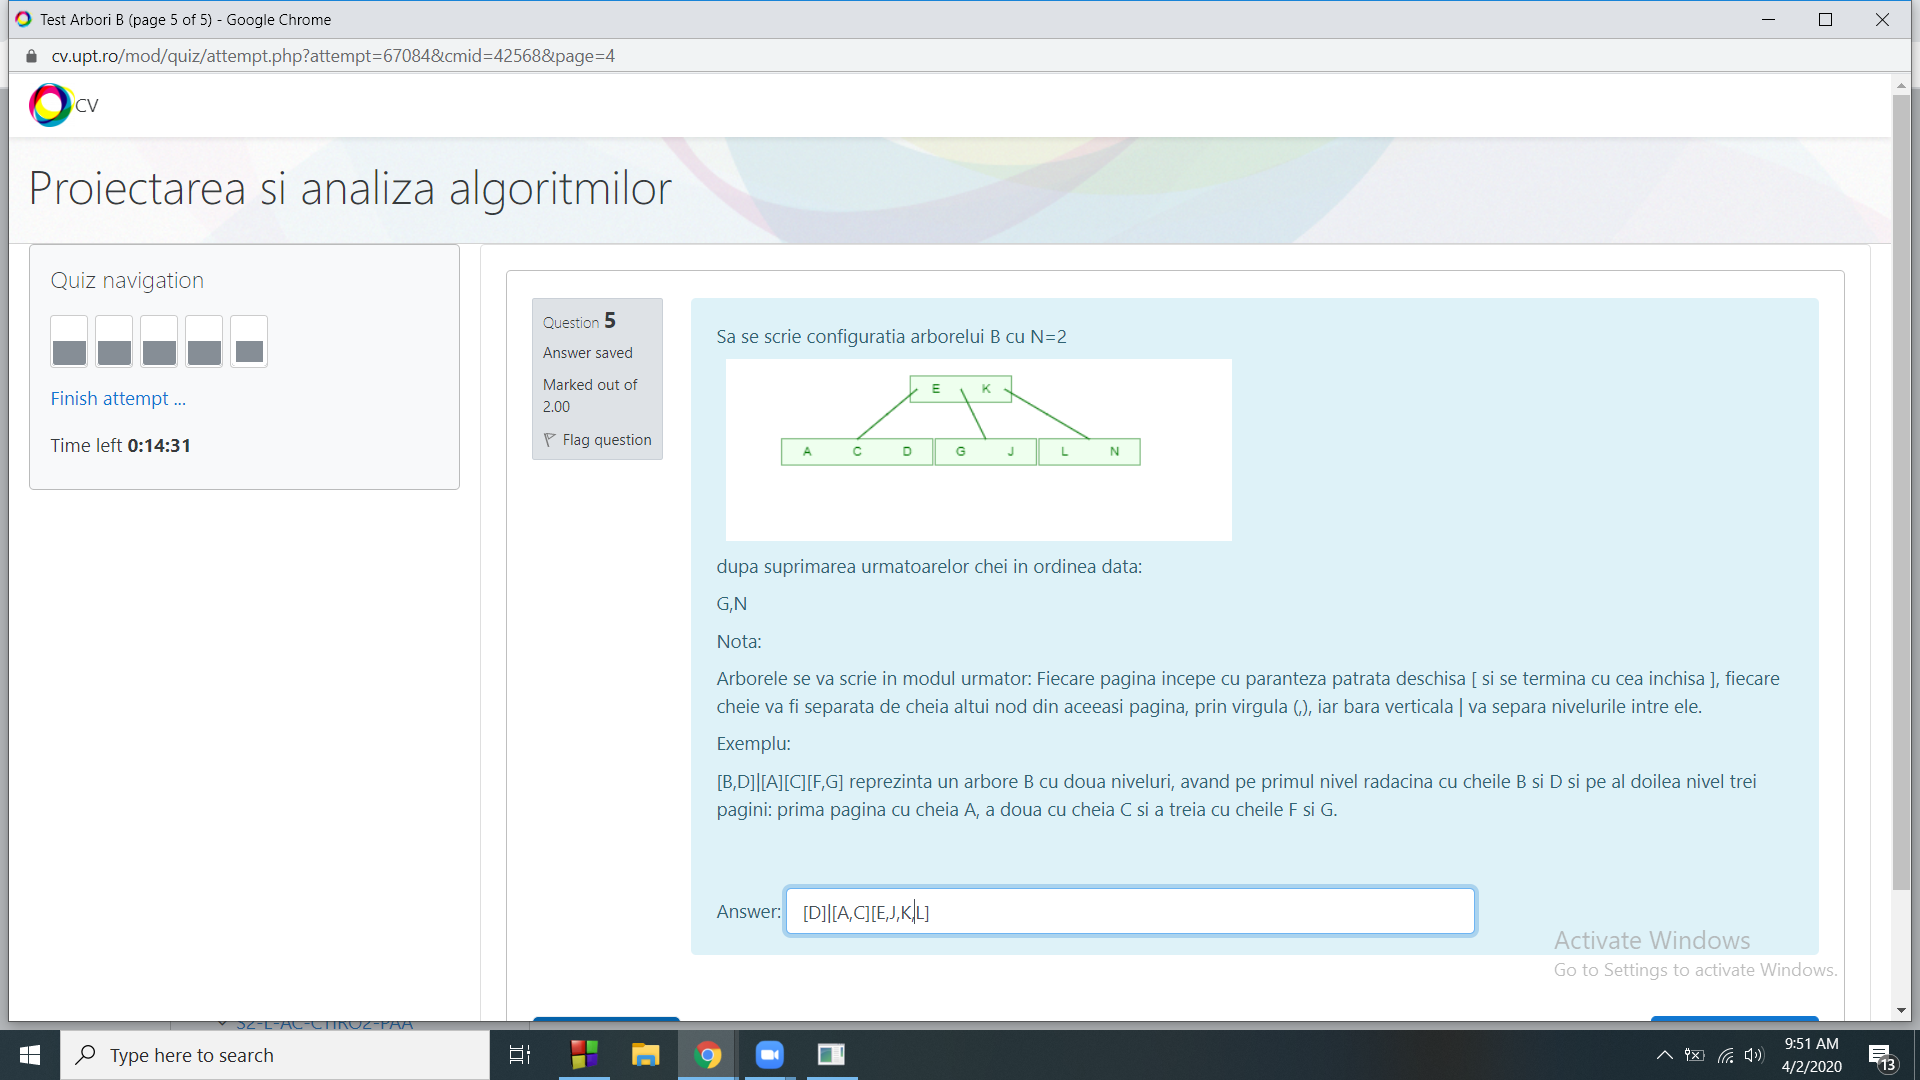 Test Arbori B (page 5 of 5) - Google Chrome
cv.upt.ro/mod/quiz/attempt.php?attempt=67084&cmid=42568&page=4
CV
Proiectarea si analiza algoritmilor
Quiz navigation
Finish attempt ...
Time left 0:14:31
Question 5
Answer saved
Marked out of
2.00
Flag question
Sa se scrie configuratia arborelui B cu N=2
E K
A C D G J L N
dupa suprimarea urmatoarelor chei in ordinea data:
G,N
Nota:
Arborele se va scrie in modul urmator: Fiecare pagina incepe cu paranteza patrata deschisa [ si se termina cu cea inchisa ], fiecare
cheie va fi separata de cheia altui nod din aceeasi pagina, prin virgula (,), iar bara verticala | va separa nivelurile intre ele.
Exemplu:
[B,D]|[A][C][F,G] reprezinta un arbore B cu doua niveluri, avand pe primul nivel radacina cu cheile B si D si pe al doilea nivel trei
pagini: prima pagina cu cheia A, a doua cu cheia C si a treia cu cheile F si G.
Answer: [D]|[A,C][E,J,K,L]
Activate Windows
Go to Settings to activate Windows.
S2-L-AC-CTIRO2-PAA
Type here to search
9:51 AM
4/2/2020
13